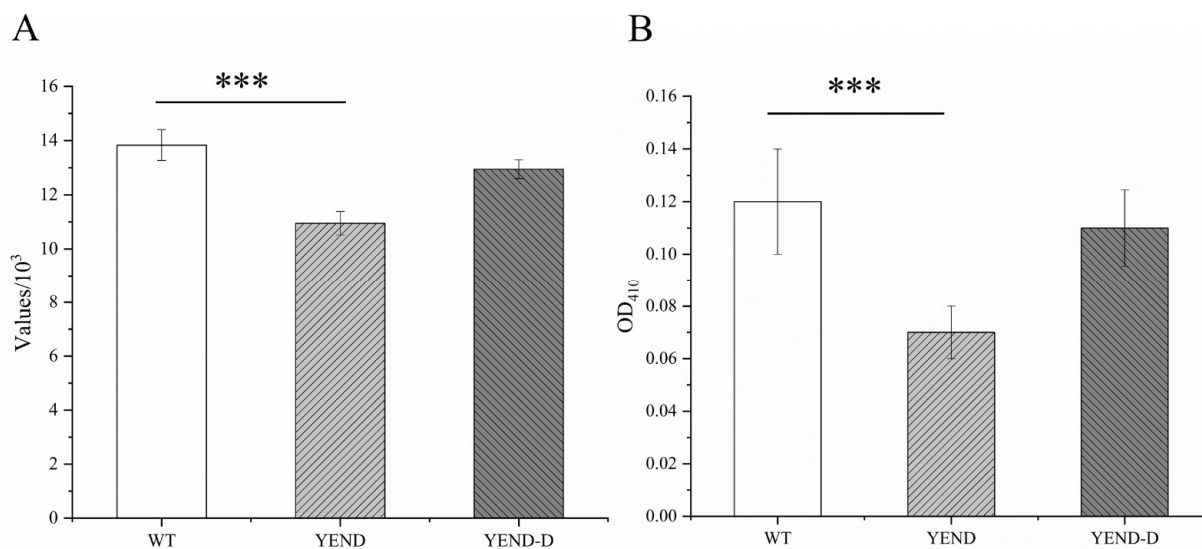 A
***
16
14
12
10
8
6
4
2
0
Values/10³
WT
YEND
YEND-D
B
***
0.16
0.14
0.12
0.10
0.08
0.06
0.04
0.02
0.00
OD₄₁₀
WT
YEND
YEND-D